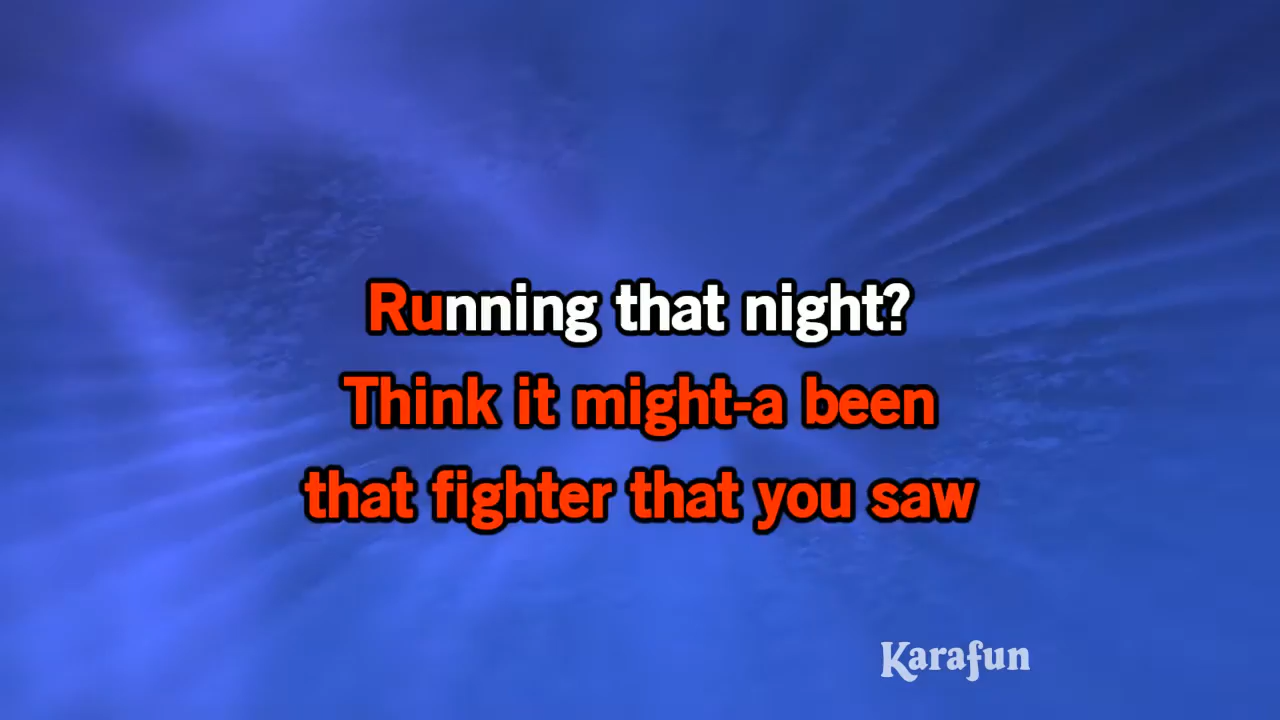 Running that night?
Think it might-a been
that fighter that you saw
Karafun